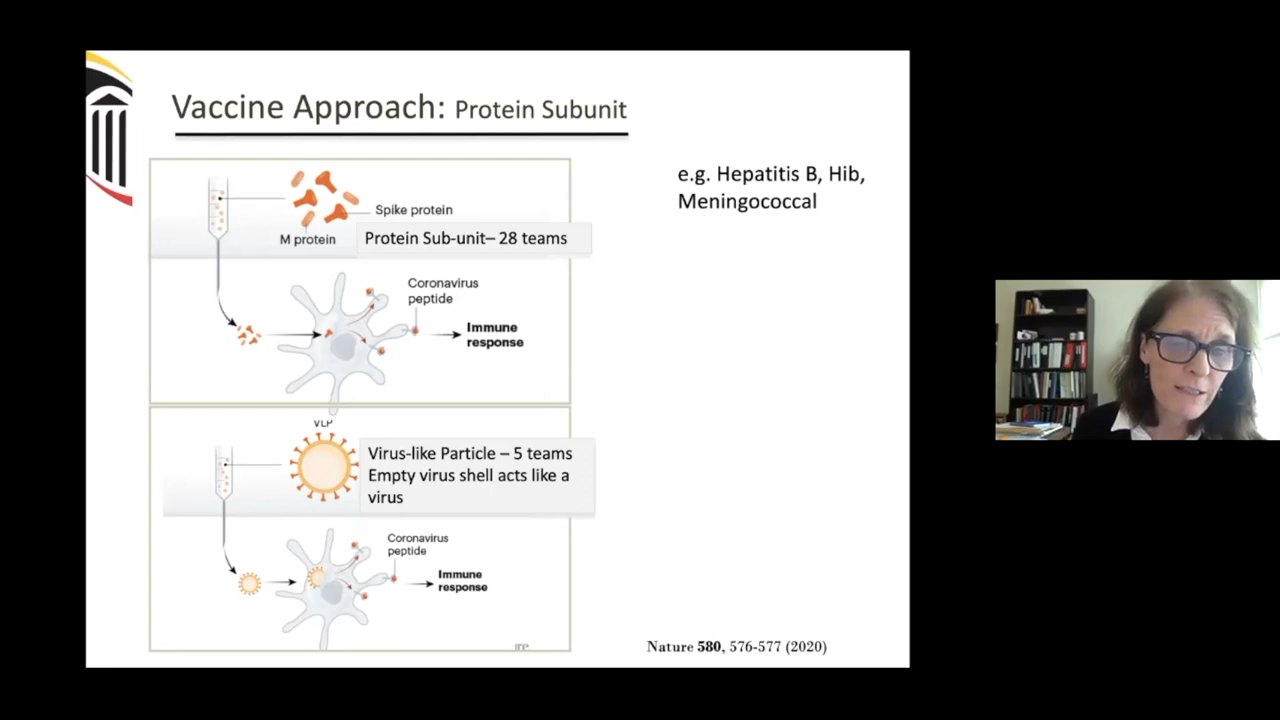 Vaccine Approach: Protein Subunit
e.g. Hepatitis B, Hib,
Meningococcal
Spike protein
M protein
Protein Sub-unit– 28 teams
Coronavirus
peptide
Immune
response
VLP
Virus-like Particle – 5 teams
Empty virus shell acts like a
virus
Coronavirus
peptide
Immune
response
Nature 580, 576-577 (2020)